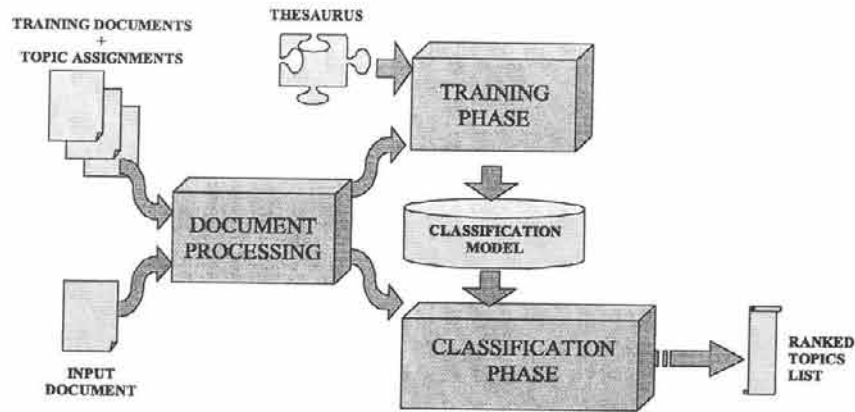 TRAINING DOCUMENTS
+
TOPIC ASSIGNMENTS
THESAURUS
TRAINING
PHASE
DOCUMENT
PROCESSING
CLASSIFICATION
MODEL
CLASSIFICATION
PHASE
RANKED
TOPICS
LIST
INPUT
DOCUMENT